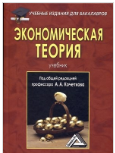 Учебные издания для бакалавров
ЭКОНОМИЧЕСКАЯ
ТЕОРИЯ
учебник
Под общей редакцией
профессора А. А. Кочеткова